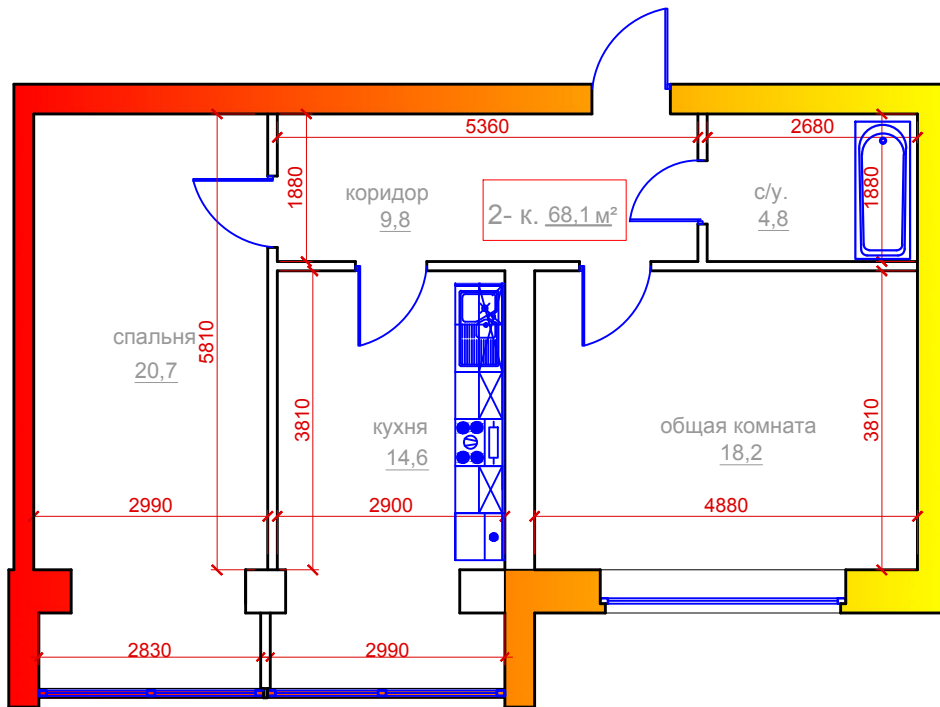 5360
2680
1880
коридор
9,8
2- к. 68,1 м²
с/у.
4,8
1880
спальня
20,7
5810
3810
кухня
14,6
общая комната
18,2
3810
2990
2900
4880
2830
2990